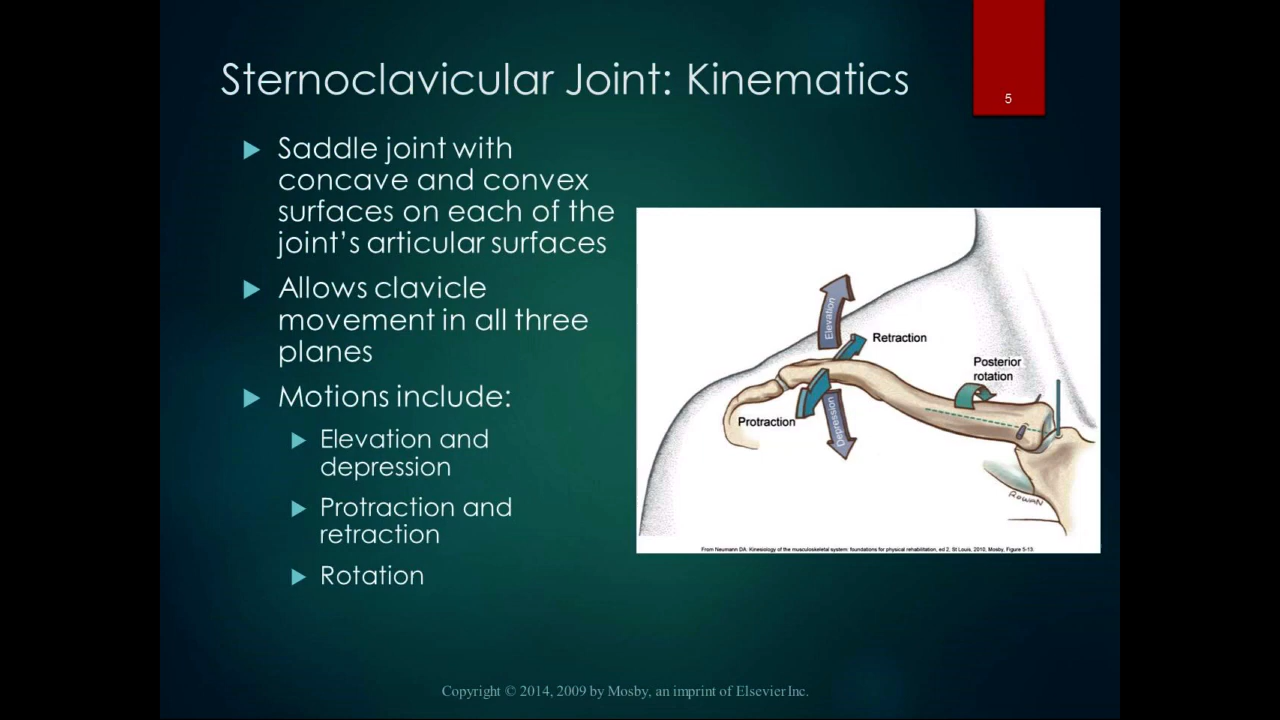 Sternoclavicular Joint: Kinematics
5
Saddle joint with
concave and convex
surfaces on each of the
joint's articular surfaces
Allows clavicle
movement in all three
planes
Motions include:
Elevation and
depression
Protraction and
retraction
Rotation
Elevation
Retraction
Posterior
rotation
Protraction
Depression
ROWAN
From Neumann DA: Kinesiology of the musculoskeletal system: foundations for physical rehabilitation, ed 2, St Louis, 2010, Mosby, Figure 5-13.
Copyright © 2014, 2009 by Mosby, an imprint of Elsevier Inc.